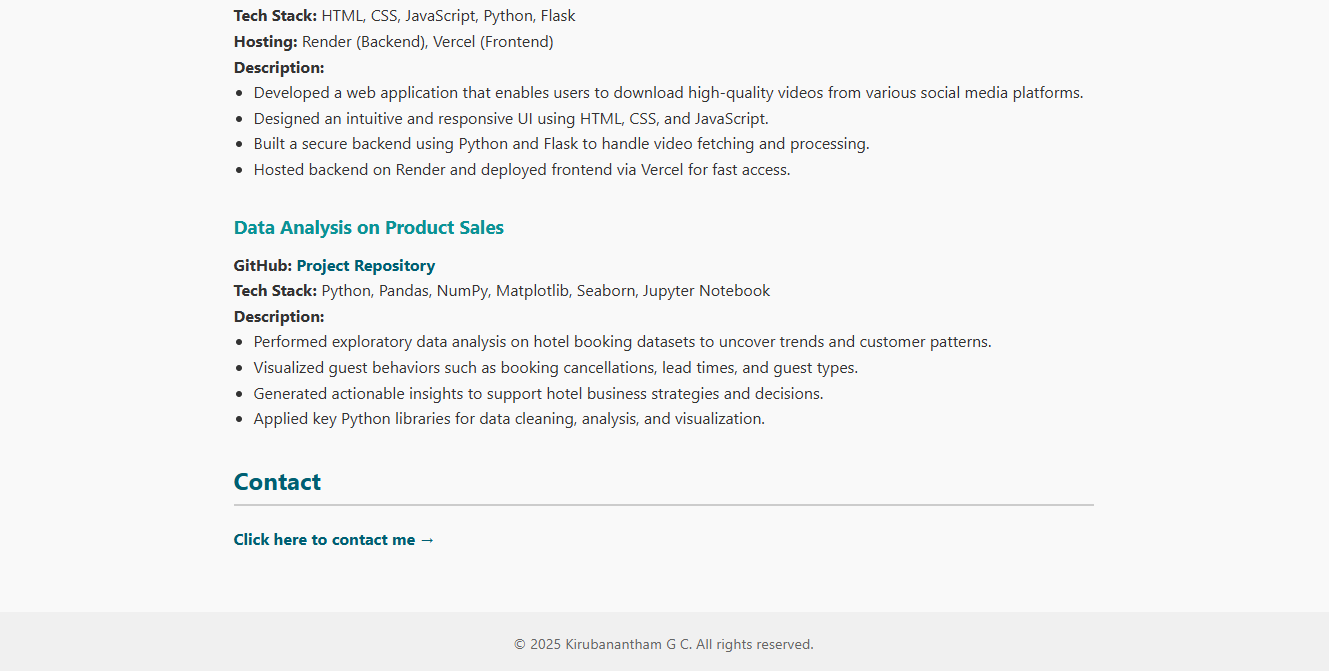 Tech Stack: HTML, CSS, JavaScript, Python, Flask
Hosting: Render (Backend), Vercel (Frontend)
Description:
• Developed a web application that enables users to download high-quality videos from various social media platforms.
• Designed an intuitive and responsive UI using HTML, CSS, and JavaScript.
• Built a secure backend using Python and Flask to handle video fetching and processing.
• Hosted backend on Render and deployed frontend via Vercel for fast access.
Data Analysis on Product Sales
GitHub: Project Repository
Tech Stack: Python, Pandas, NumPy, Matplotlib, Seaborn, Jupyter Notebook
Description:
• Performed exploratory data analysis on hotel booking datasets to uncover trends and customer patterns.
• Visualized guest behaviors such as booking cancellations, lead times, and guest types.
• Generated actionable insights to support hotel business strategies and decisions.
• Applied key Python libraries for data cleaning, analysis, and visualization.
Contact
Click here to contact me →
© 2025 Kirubanantham G C. All rights reserved.